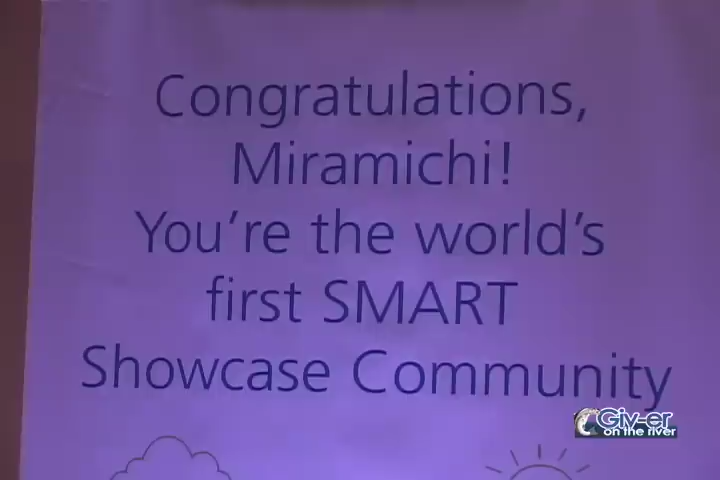 Congratulations,
Miramichi!
You're the world's
first SMART
Showcase Community
Giv-er
on the river